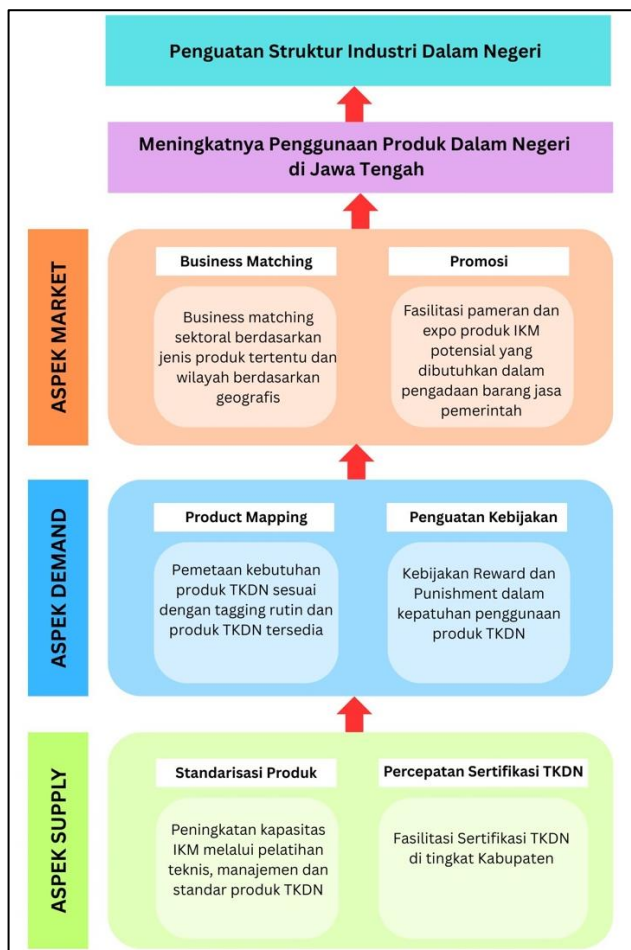 Penguatan Struktur Industri Dalam Negeri
Meningkatnya Penggunaan Produk Dalam Negeri
di Jawa Tengah
ASPEK MARKET
Business Matching
Business matching
sektoral berdasarkan
jenis produk tertentu dan
wilayah berdasarkan
geografis
Promosi
Fasilitasi pameran dan
expo produk IKM
potensial yang
dibutuhkan dalam
pengadaan barang jasa
pemerintah
ASPEK DEMAND
Product Mapping
Pemetaan kebutuhan
produk TKDN sesuai
dengan tagging rutin dan
produk TKDN tersedia
Penguatan Kebijakan
Kebijakan Reward dan
Punishment dalam
kepatuhan penggunaan
produk TKDN
ASPEK SUPPLY
Standarisasi Produk
Peningkatan kapasitas
IKM melalui pelatihan
teknis, manajemen dan
standar produk TKDN
Percepatan Sertifikasi TKDN
Fasilitasi Sertifikasi TKDN
di tingkat Kabupaten